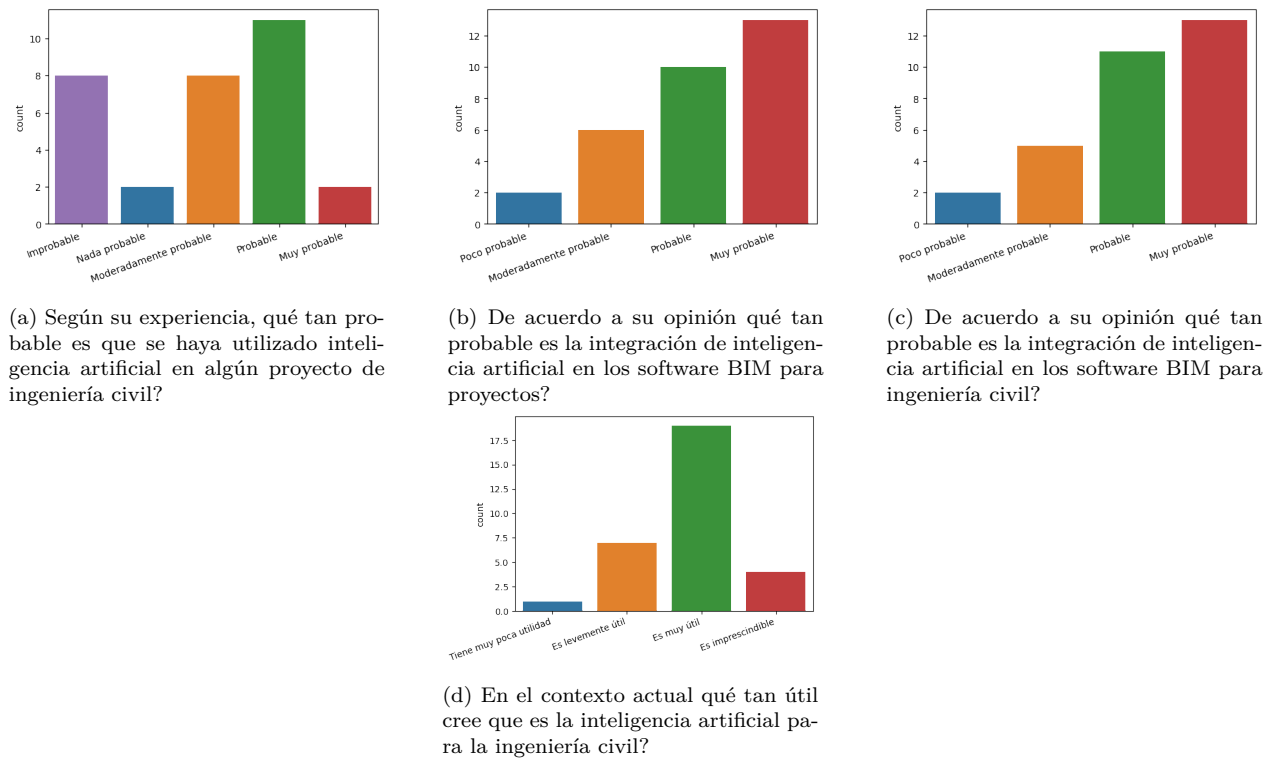 10
8
6
4
2
0
count
Improbable
Nada probable
Moderadamente probable
Probable
Muy probable
(a) Según su experiencia, qué tan pro-
bable es que se haya utilizado inteli-
gencia artificial en algún proyecto de
ingeniería civil?
12
10
8
6
4
2
0
count
Poco probable
Moderadamente probable
Probable
Muy probable
(b) De acuerdo a su opinión qué tan
probable es la integración de inteligen-
cia artificial en los software BIM para
proyectos?
12
10
8
6
4
2
0
count
Poco probable
Moderadamente probable
Probable
Muy probable
(c) De acuerdo a su opinión qué tan
probable es la integración de inteligen-
cia artificial en los software BIM para
ingeniería civil?
17.5
15.0
12.5
10.0
7.5
5.0
2.5
0.0
count
Tiene muy poca utilidad
Es levemente útil
Es muy útil
Es imprescindible
(d) En el contexto actual qué tan útil
cree que es la inteligencia artificial pa-
ra la ingeniería civil?